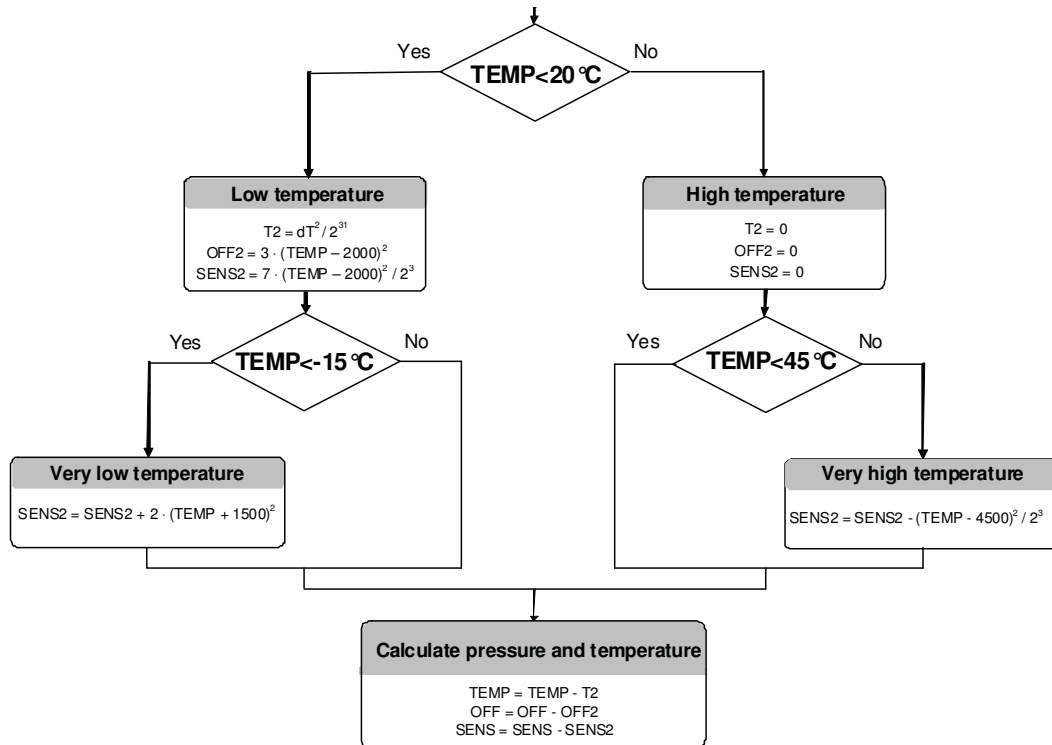 Yes
No
TEMP<20°C
Low temperature
T2 = dT² / 2³¹
OFF2 = 3 · (TEMP – 2000)²
SENS2 = 7 · (TEMP – 2000)² / 2³
High temperature
T2 = 0
OFF2 = 0
SENS2 = 0
Yes
No
TEMP<-15°C
Yes
No
TEMP<45°C
Very low temperature
SENS2 = SENS2 + 2 · (TEMP + 1500)²
Very high temperature
SENS2 = SENS2 - (TEMP - 4500)² / 2³
Calculate pressure and temperature
TEMP = TEMP - T2
OFF = OFF - OFF2
SENS = SENS - SENS2